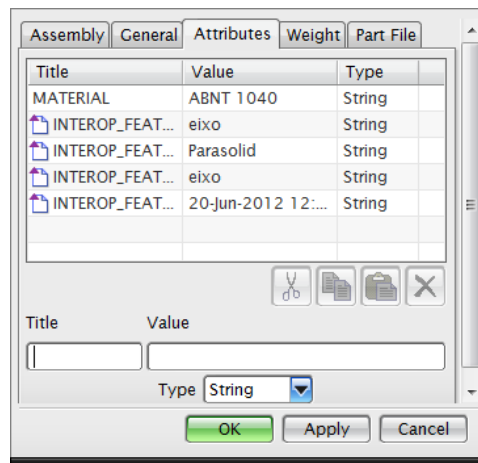 Assembly General Attributes Weight Part File
Title Value Type
MATERIAL ABNT 1040 String
INTEROP_FEAT... eixo String
INTEROP_FEAT... Parasolid String
INTEROP_FEAT... eixo String
INTEROP_FEAT... 20-Jun-2012 12:... String
Title Value
Type String
OK Apply Cancel